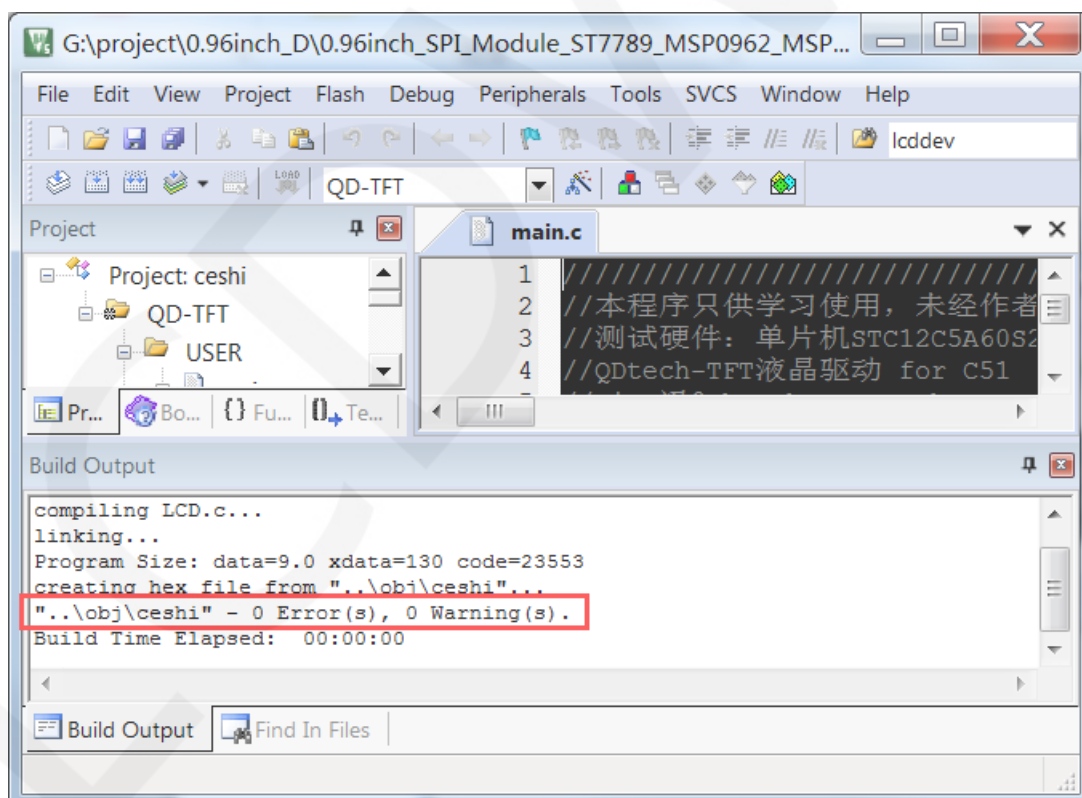 G:\project\0.96inch_D\0.96inch_SPI_Module_ST7789_MSP0962_MSP...
File Edit View Project Flash Debug Peripherals Tools SVCS Window Help
lcddev
LOAD QD-TFT
Project
main.c
Project: ceshi
QD-TFT
USER
1 //////////////////////////////
2 //本程序只供学习使用，未经作者
3 //测试硬件：单片机STC12C5A60S2
4 //QDtech-TFT液晶驱动 for C51
Pr... Bo... {} Fu... Te...
Build Output
compiling LCD.c...
linking...
Program Size: data=9.0 xdata=130 code=23553
creating hex file from "..\obj\ceshi"...
"..\obj\ceshi" - 0 Error(s), 0 Warning(s).
Build Time Elapsed: 00:00:00
Build Output Find In Files